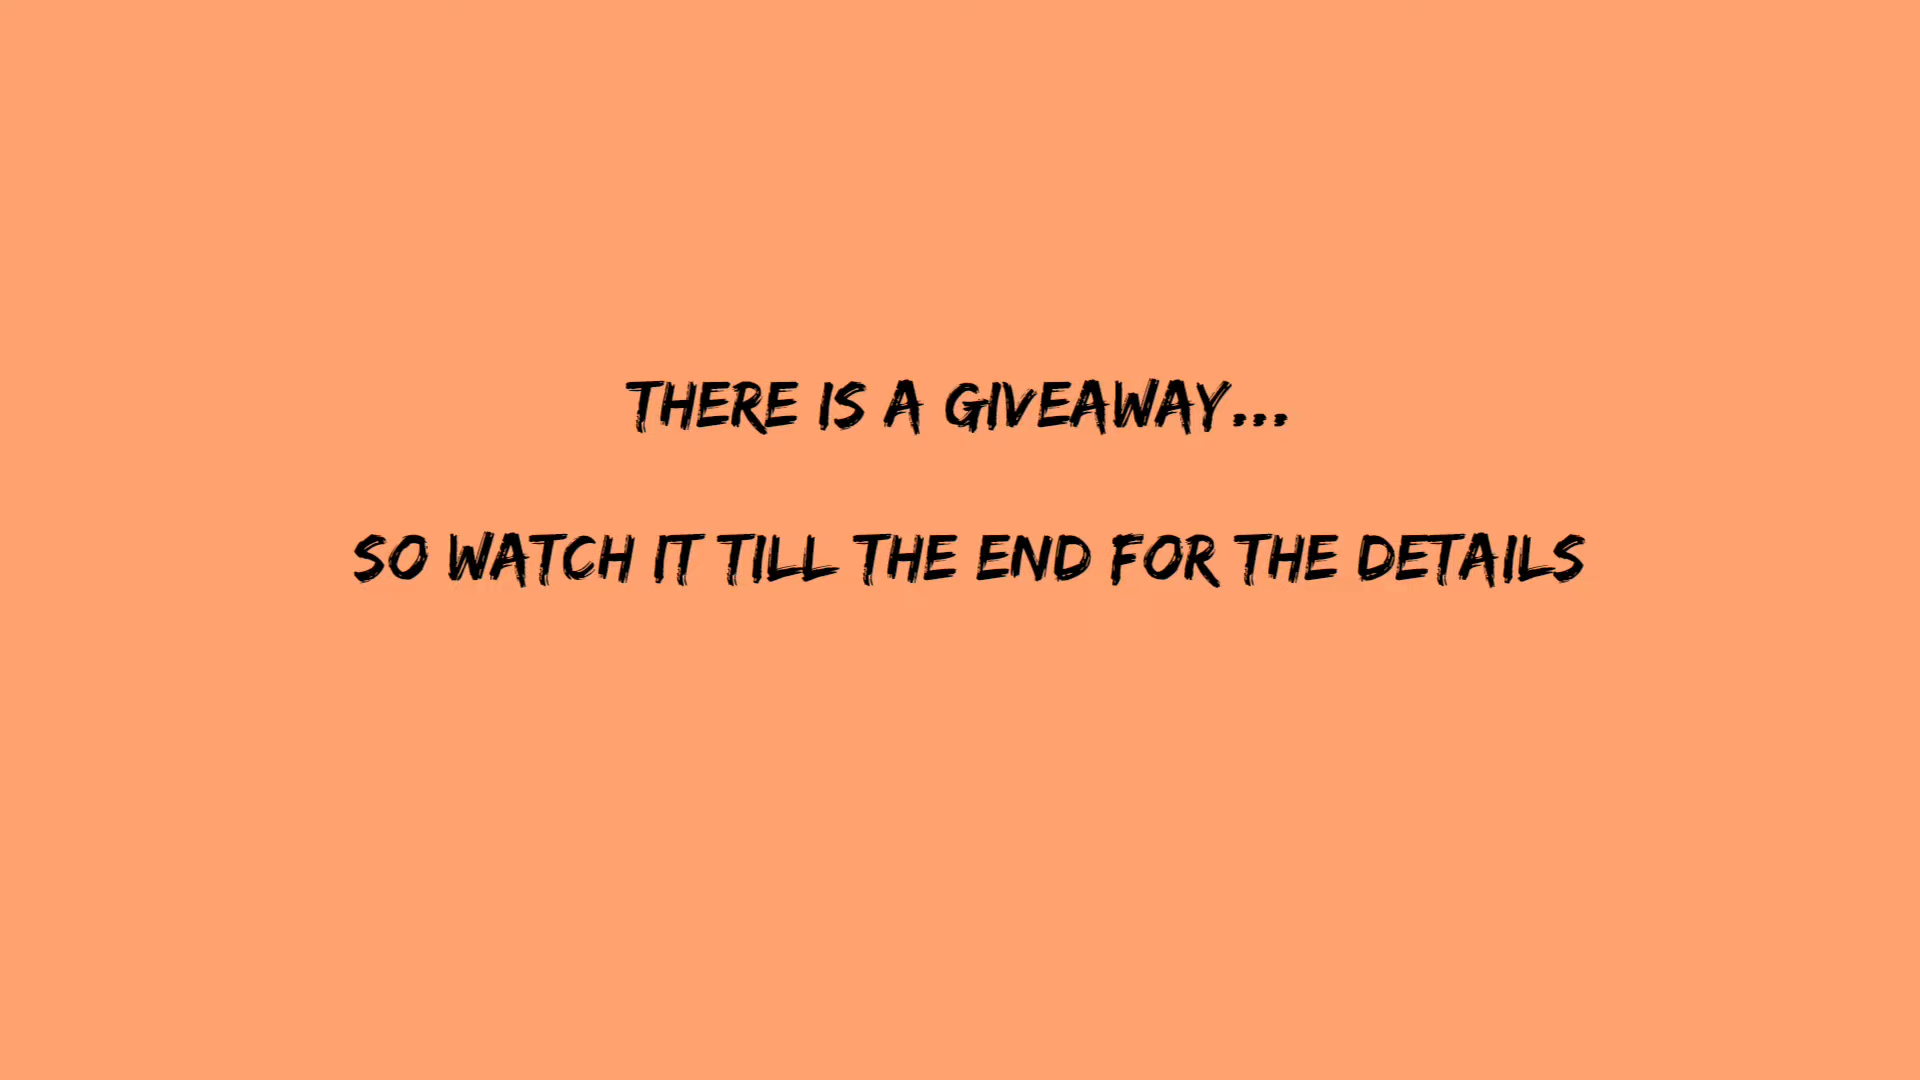 THERE IS A GIVEAWAY...
SO WATCH IT TILL THE END FOR THE DETAILS